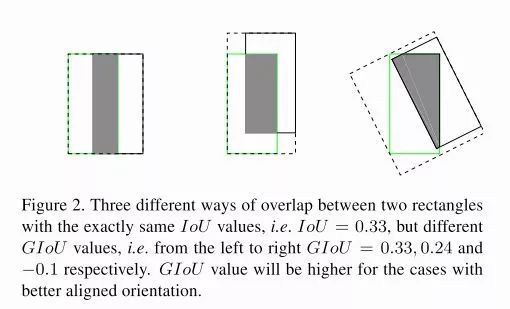 Figure 2. Three different ways of overlap between two rectangles
with the exactly same IoU values, i.e. IoU = 0.33, but different
GIoU values, i.e. from the left to right GIoU = 0.33, 0.24 and
−0.1 respectively. GIoU value will be higher for the cases with
better aligned orientation.